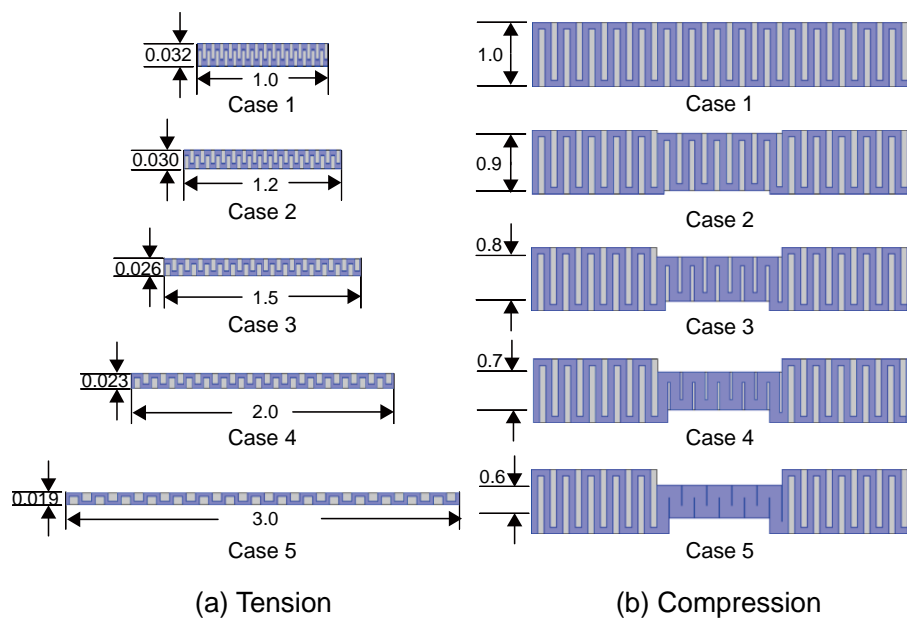 0.032
1.0
Case 1
0.030
1.2
Case 2
0.026
1.5
Case 3
0.023
2.0
Case 4
0.019
3.0
Case 5
(a) Tension
1.0
Case 1
0.9
Case 2
0.8
Case 3
0.7
Case 4
0.6
Case 5
(b) Compression